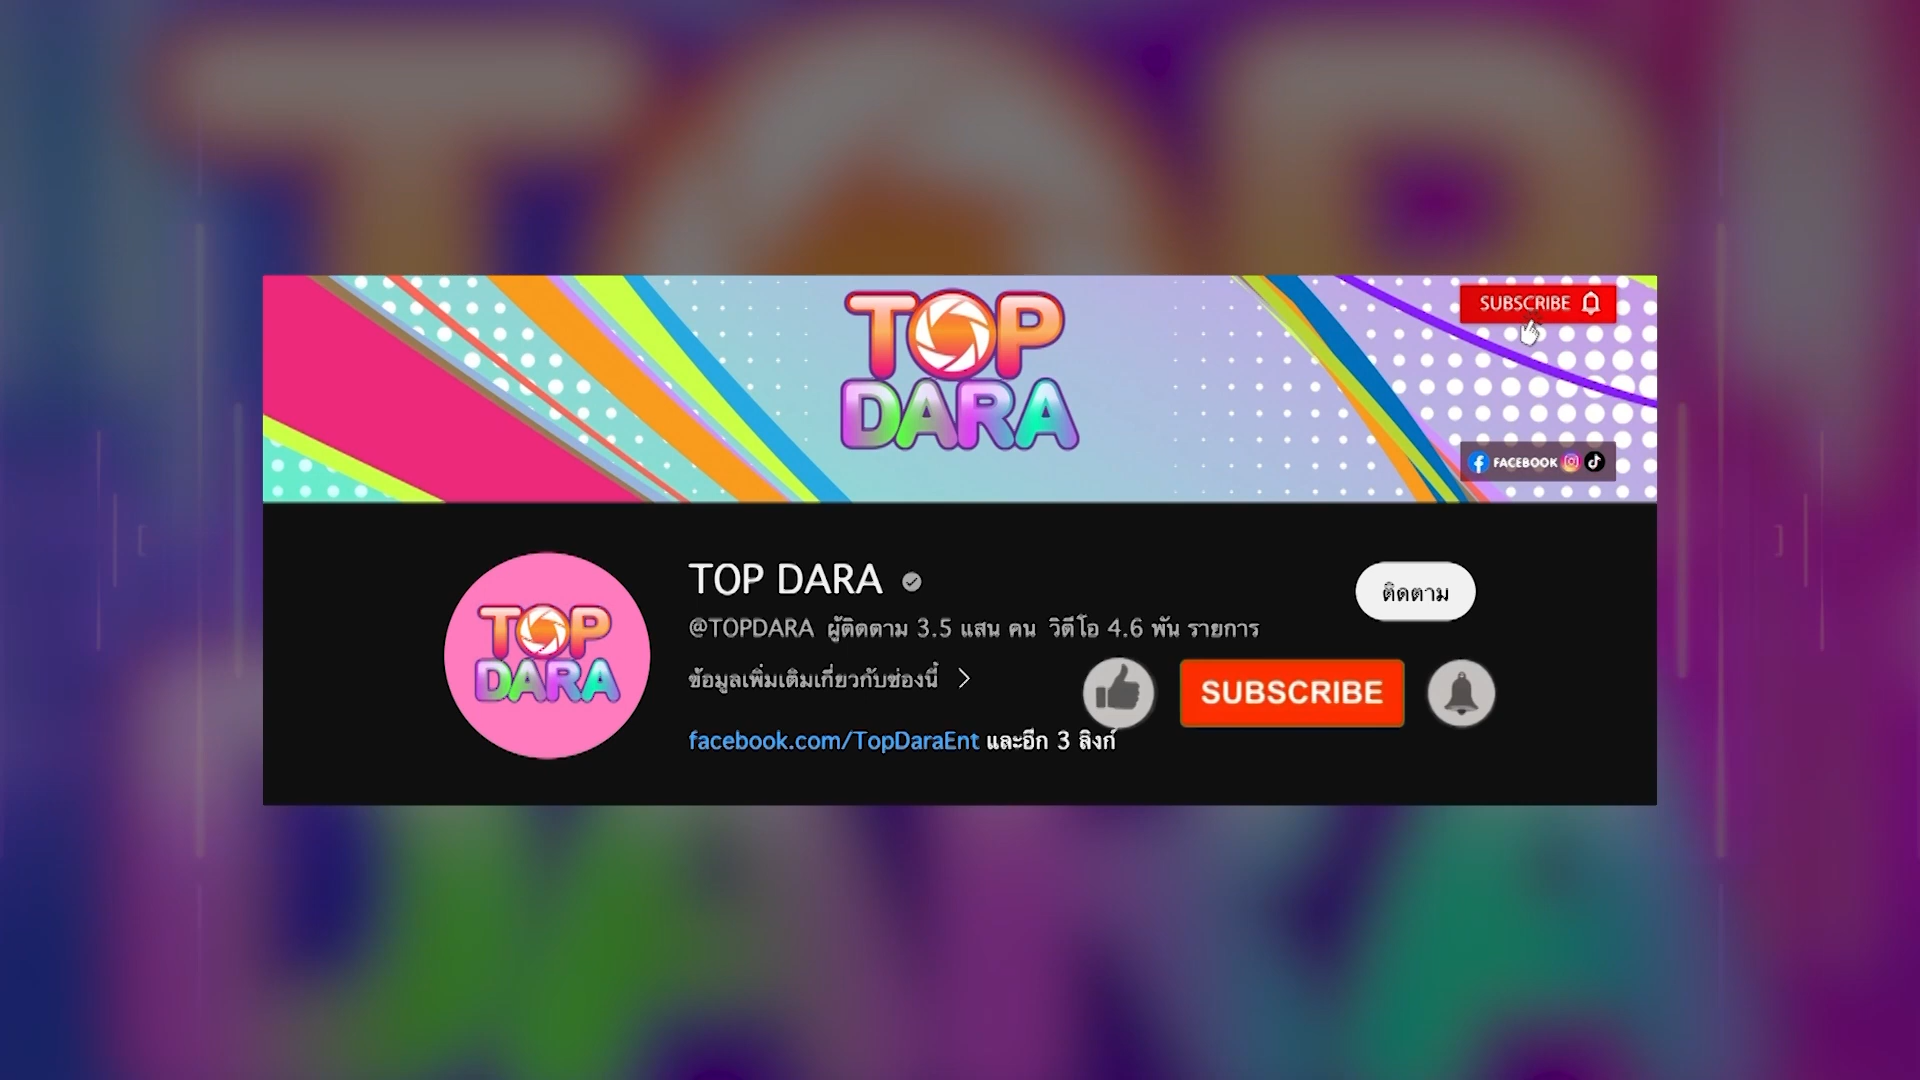 TOP
DARA
SUBSCRIBE
FACEBOOK
TOP
DARA
TOP DARA
ติดตาม
@TOPDARA ผู้ติดตาม 3.5 แสน คน วิดีโอ 4.6 พัน รายการ
ข้อมูลเพิ่มเติมเกี่ยวกับช่องนี้
SUBSCRIBE
facebook.com/TopDaraEnt และอีก 3 ลิงก์